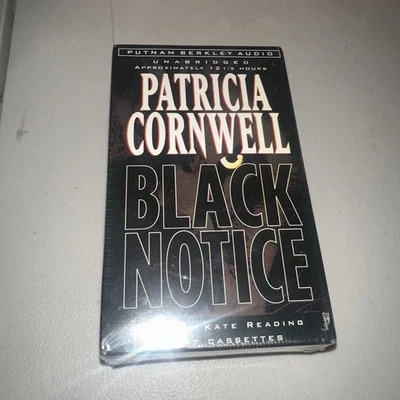 PUTNAM BERKLEY AUDIO
UNABRIDGED
APPROXIMATELY 12 1/2 HOURS
PATRICIA
CORNWELL
BLACK
NOTICE
KATE READING
CASSETTES